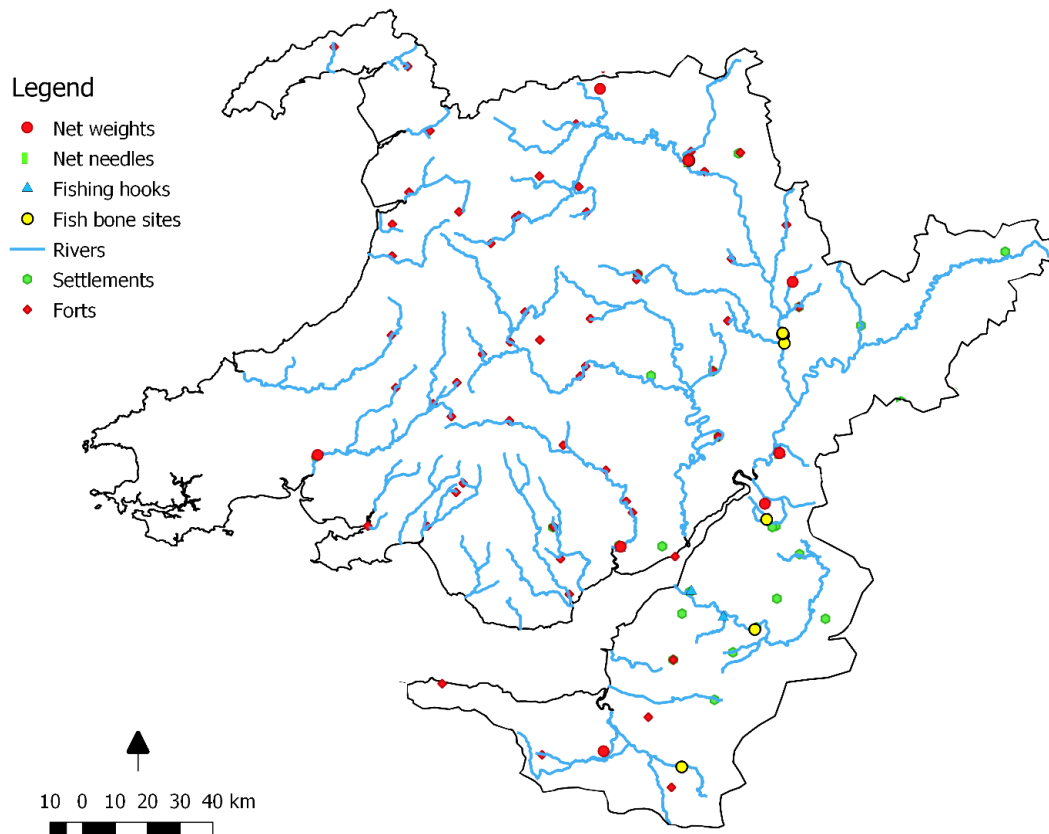 Legend
Net weights
Net needles
Fishing hooks
Fish bone sites
Rivers
Settlements
Forts
10 0 10 20 30 40 km